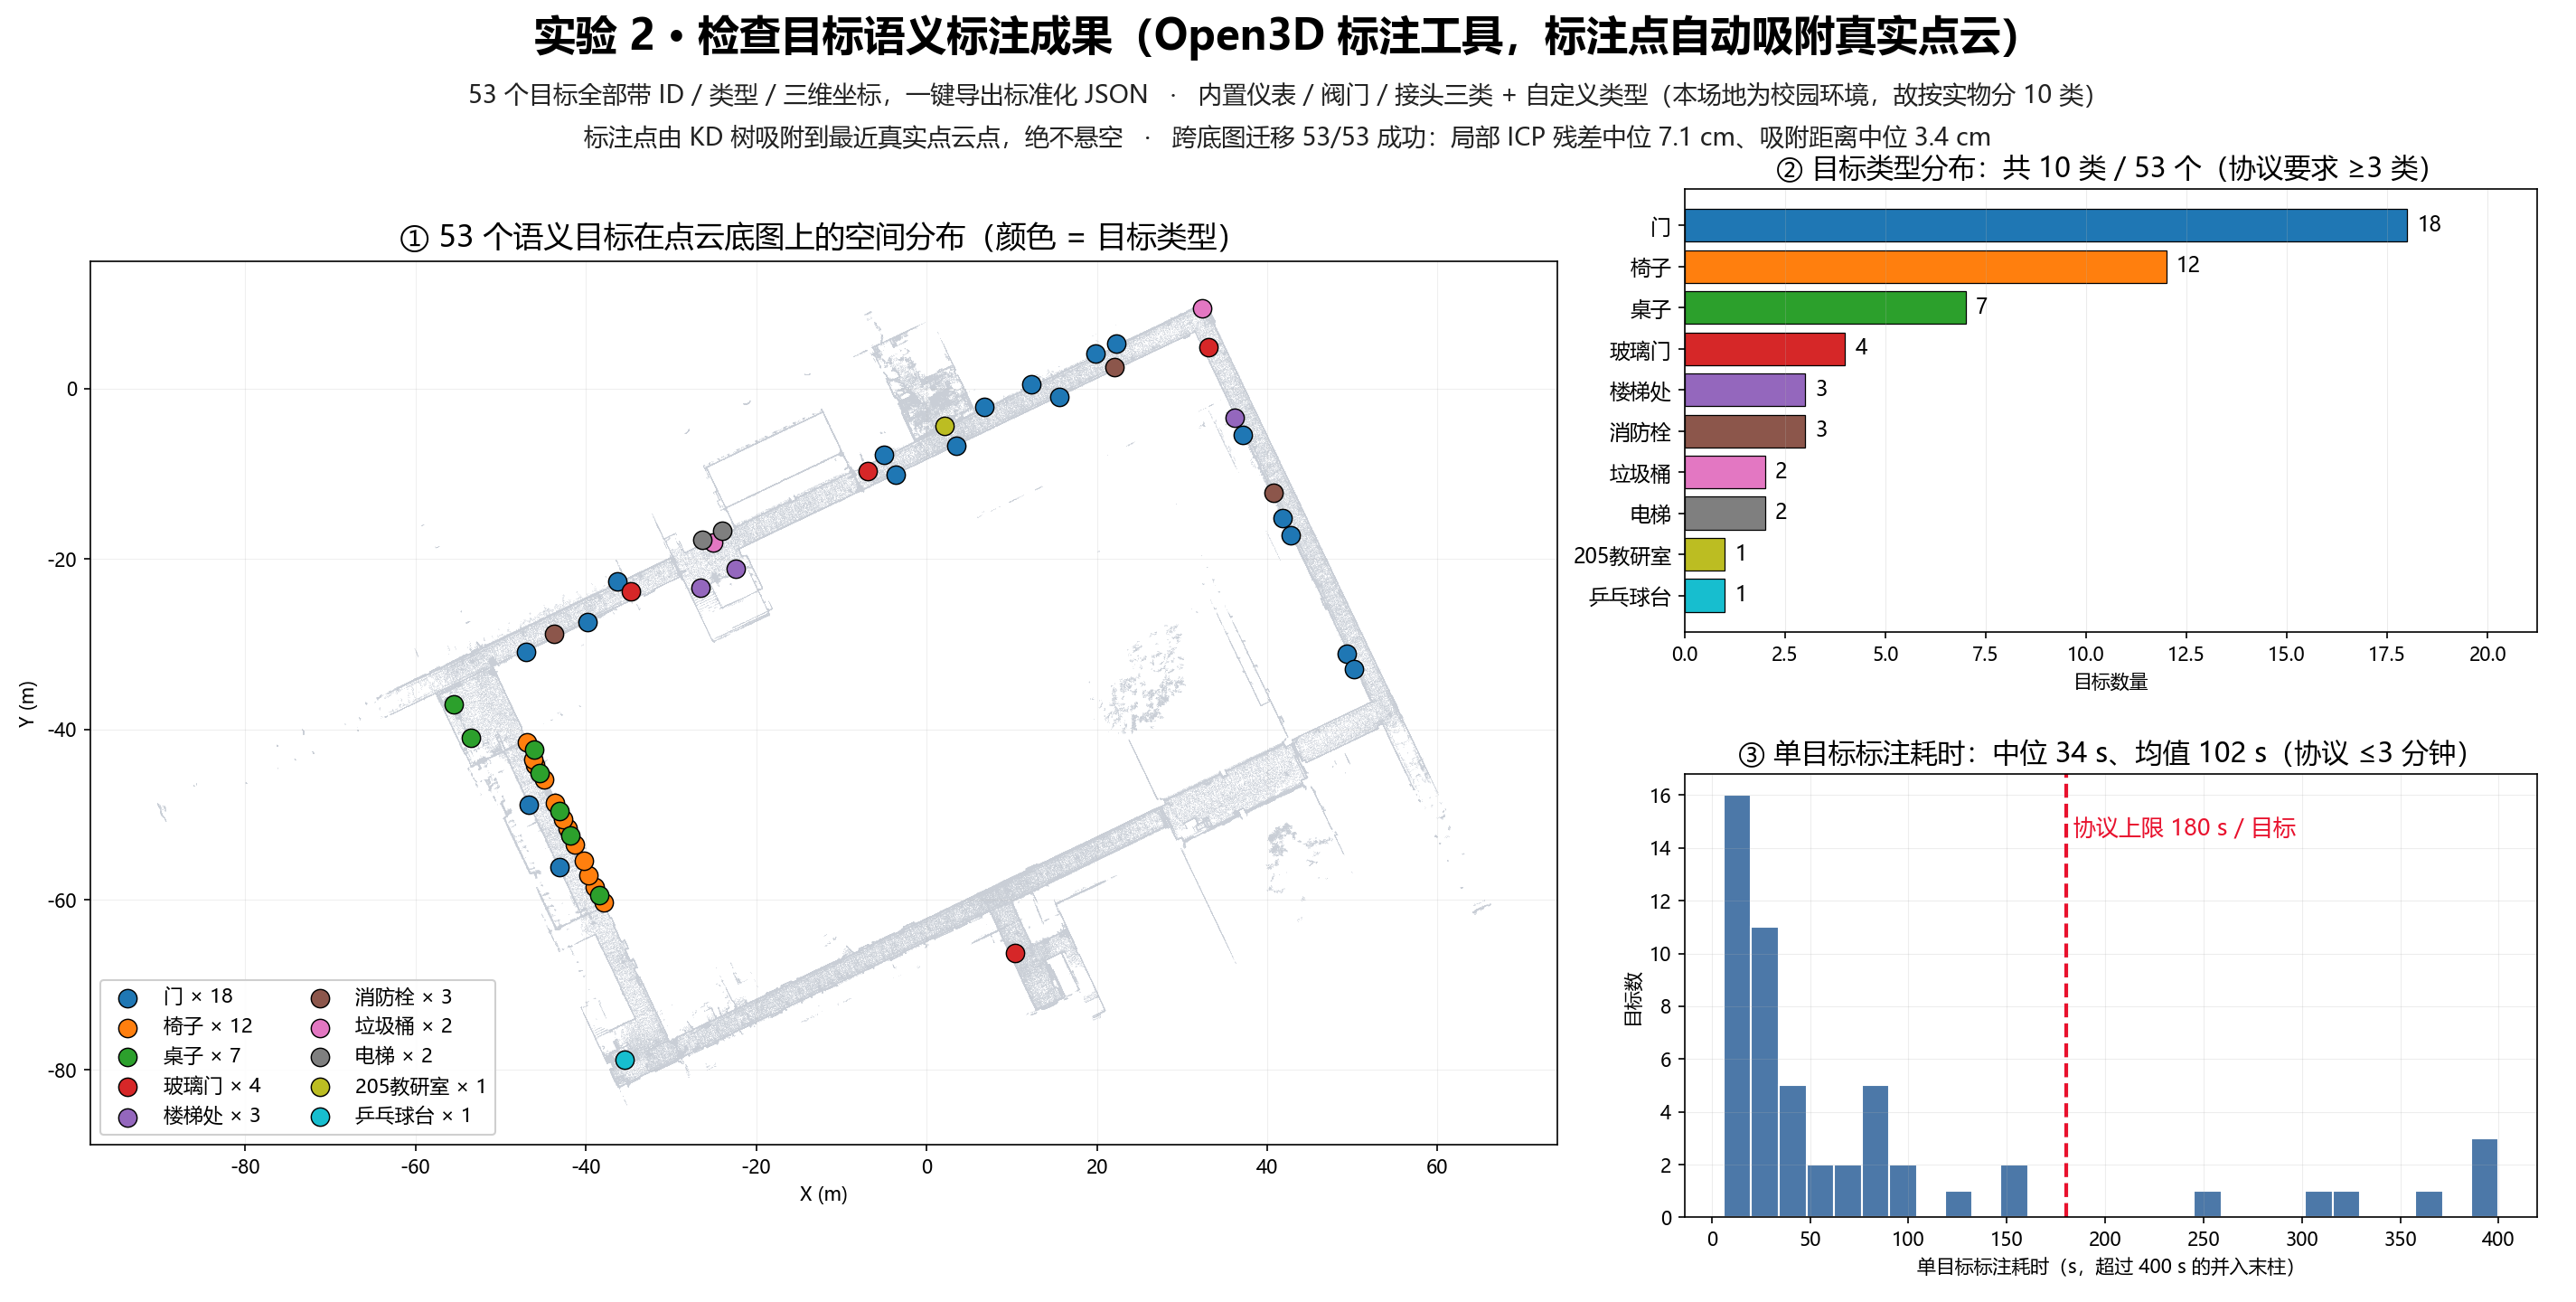 实验 2 • 检查目标语义标注成果（Open3D 标注工具，标注点自动吸附真实点云）
53 个目标全部带 ID / 类型 / 三维坐标，一键导出标准化 JSON · 内置仪表 / 阀门 / 接头三类 + 自定义类型（本场地为校园环境，故按实物分 10 类）
标注点由 KD 树吸附到最近真实点云点，绝不悬空 · 跨底图迁移 53/53 成功：局部 ICP 残差中位 7.1 cm、吸附距离中位 3.4 cm
① 53 个语义目标在点云底图上的空间分布（颜色 = 目标类型）
Y (m)
0
-20
-40
-60
-80
门 × 18
椅子 × 12
桌子 × 7
玻璃门 × 4
楼梯处 × 3
消防栓 × 3
垃圾桶 × 2
电梯 × 2
205教研室 × 1
乒乓球台 × 1
-80 -60 -40 -20 0 20 40 60
X (m)
② 目标类型分布：共 10 类 / 53 个（协议要求 ≥3 类）
门 18
椅子 12
桌子 7
玻璃门 4
楼梯处 3
消防栓 3
垃圾桶 2
电梯 2
205教研室 1
乒乓球台 1
0.0 2.5 5.0 7.5 10.0 12.5 15.0 17.5 20.0
目标数量
③ 单目标标注耗时：中位 34 s、均值 102 s（协议 ≤3 分钟）
目标数
16
14
12
10
8
6
4
2
0
协议上限 180 s / 目标
0 50 100 150 200 250 300 350 400
单目标标注耗时（s，超过 400 s 的并入末柱）